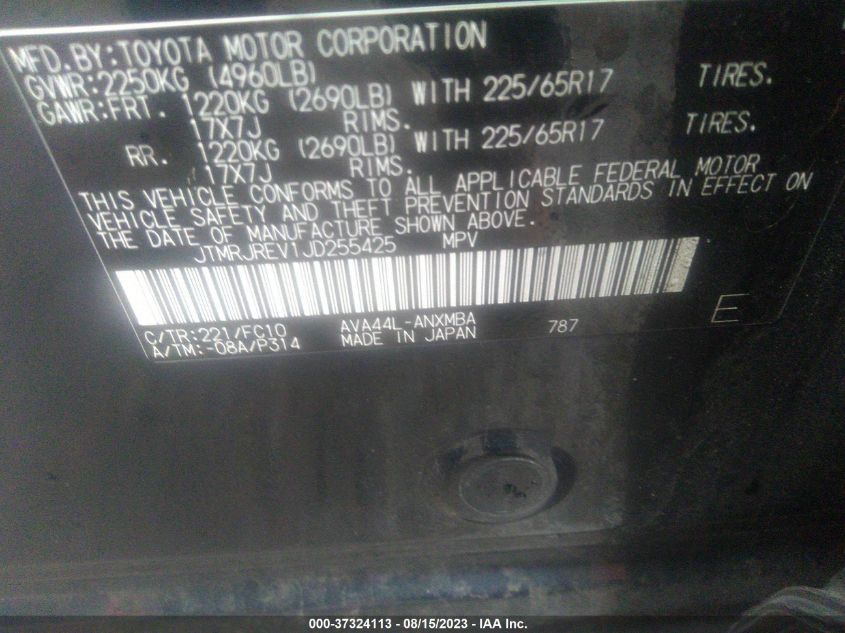 MFD.BY:TOYOTA MOTOR CORPORATION
GVWR:2250KG (4960LB)
GAWR:FRT. 1220KG (2690LB) WITH 225/65R17 TIRES.
17X7J RIMS.
RR. 1220KG (2690LB) WITH 225/65R17 TIRES.
17X7J RIMS.
THIS VEHICLE CONFORMS TO ALL APPLICABLE FEDERAL MOTOR
VEHICLE SAFETY AND THEFT PREVENTION STANDARDS IN EFFECT ON
THE DATE OF MANUFACTURE SHOWN ABOVE.
JTMRJREV1JD255425 MPV
C/TR:221/FC10 AVA44L-ANXMBA 787 E
A/TM:-08A/P314 MADE IN JAPAN
000-37324113 - 08/15/2023 - IAA Inc.